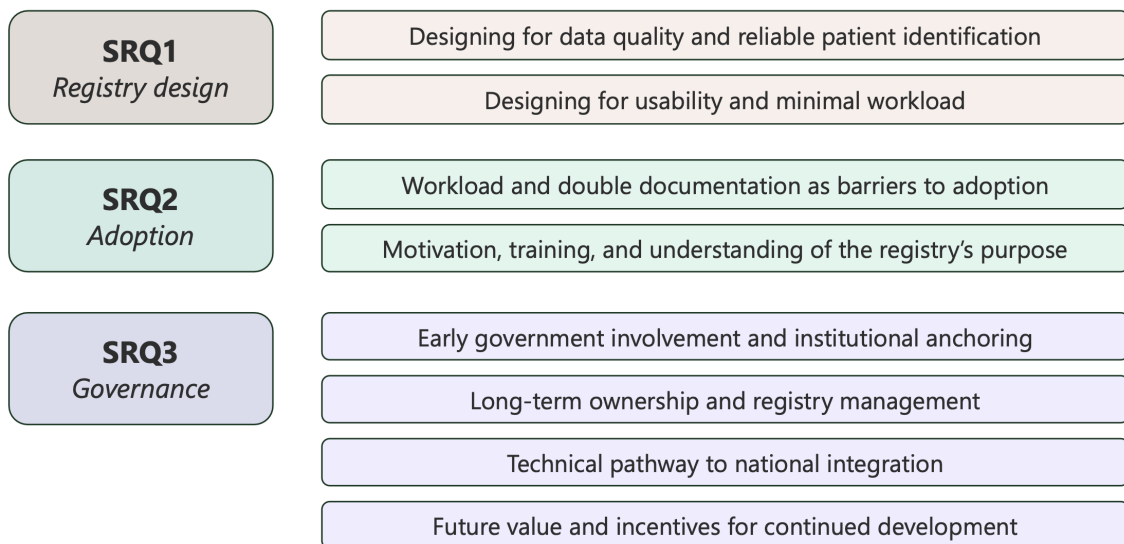 SRQ1
Registry design
Designing for data quality and reliable patient identification
Designing for usability and minimal workload
SRQ2
Adoption
Workload and double documentation as barriers to adoption
Motivation, training, and understanding of the registry’s purpose
SRQ3
Governance
Early government involvement and institutional anchoring
Long-term ownership and registry management
Technical pathway to national integration
Future value and incentives for continued development